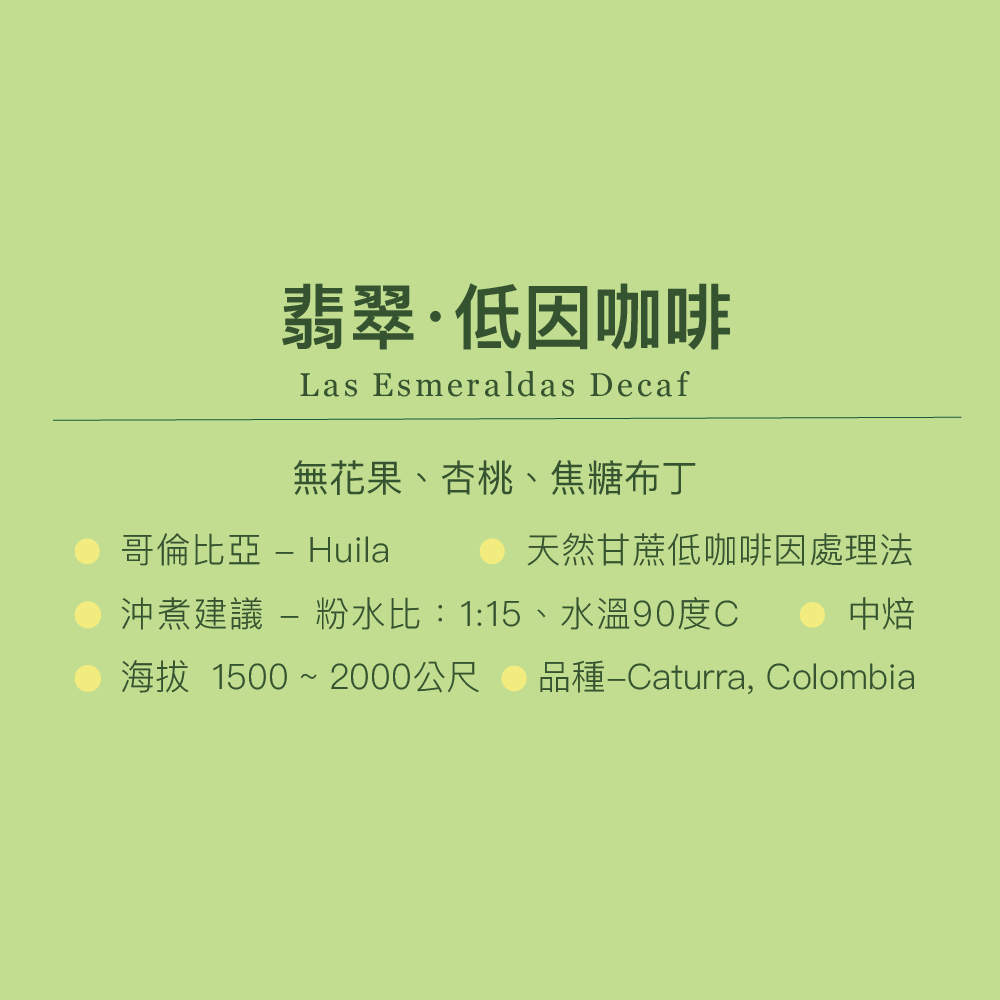 翡翠·低因咖啡
Las Esmeraldas Decaf
無花果、杏桃、焦糖布丁
哥倫比亞 – Huila 天然甘蔗低咖啡因處理法
沖煮建議 – 粉水比：1:15、水溫90度C 中焙
海拔 1500 ~ 2000公尺 品種–Caturra, Colombia